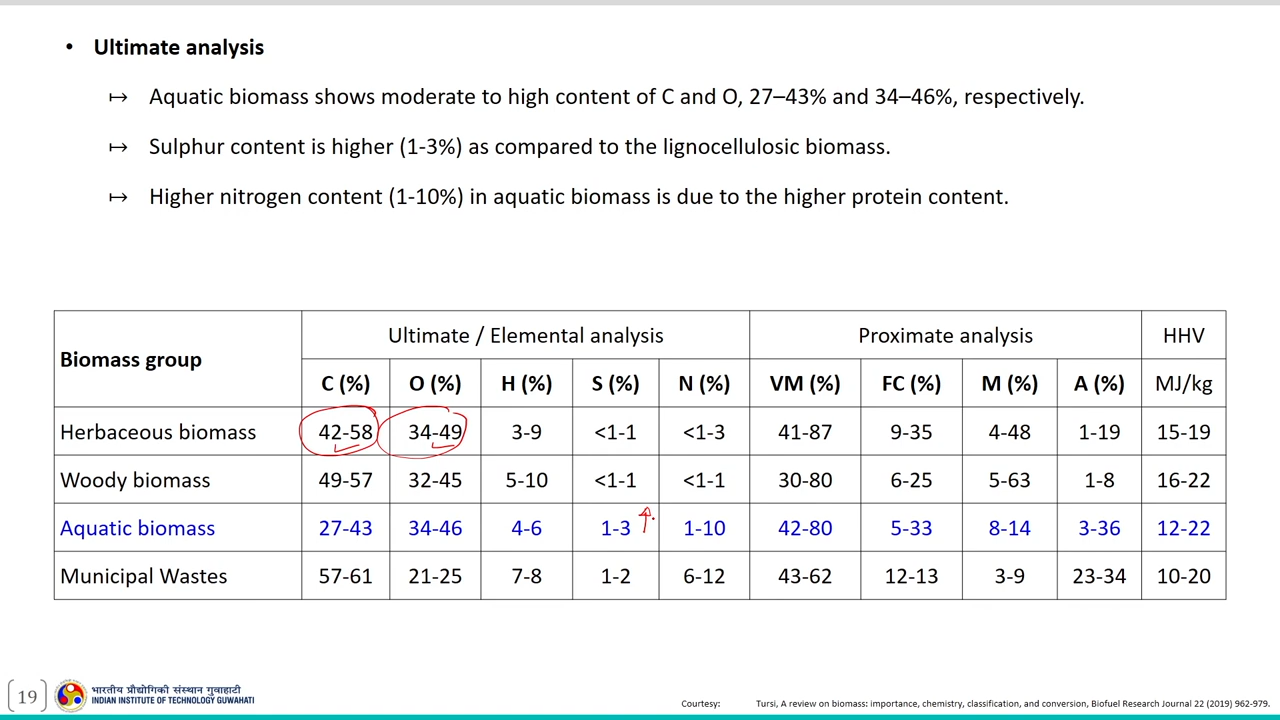 • Ultimate analysis
↦ Aquatic biomass shows moderate to high content of C and O, 27–43% and 34–46%, respectively.
↦ Sulphur content is higher (1-3%) as compared to the lignocellulosic biomass.
↦ Higher nitrogen content (1-10%) in aquatic biomass is due to the higher protein content.
Biomass group Ultimate / Elemental analysis Proximate analysis HHV
C (%) O (%) H (%) S (%) N (%) VM (%) FC (%) M (%) A (%) MJ/kg
Herbaceous biomass 42-58 34-49 3-9 <1-1 <1-3 41-87 9-35 4-48 1-19 15-19
Woody biomass 49-57 32-45 5-10 <1-1 <1-1 30-80 6-25 5-63 1-8 16-22
Aquatic biomass 27-43 34-46 4-6 1-3 1-10 42-80 5-33 8-14 3-36 12-22
Municipal Wastes 57-61 21-25 7-8 1-2 6-12 43-62 12-13 3-9 23-34 10-20
19
भारतीय प्रौद्योगिकी संस्थान गुवाहाटी
INDIAN INSTITUTE OF TECHNOLOGY GUWAHATI
Courtesy: Tursi, A review on biomass: importance, chemistry, classification, and conversion, Biofuel Research Journal 22 (2019) 962-979.